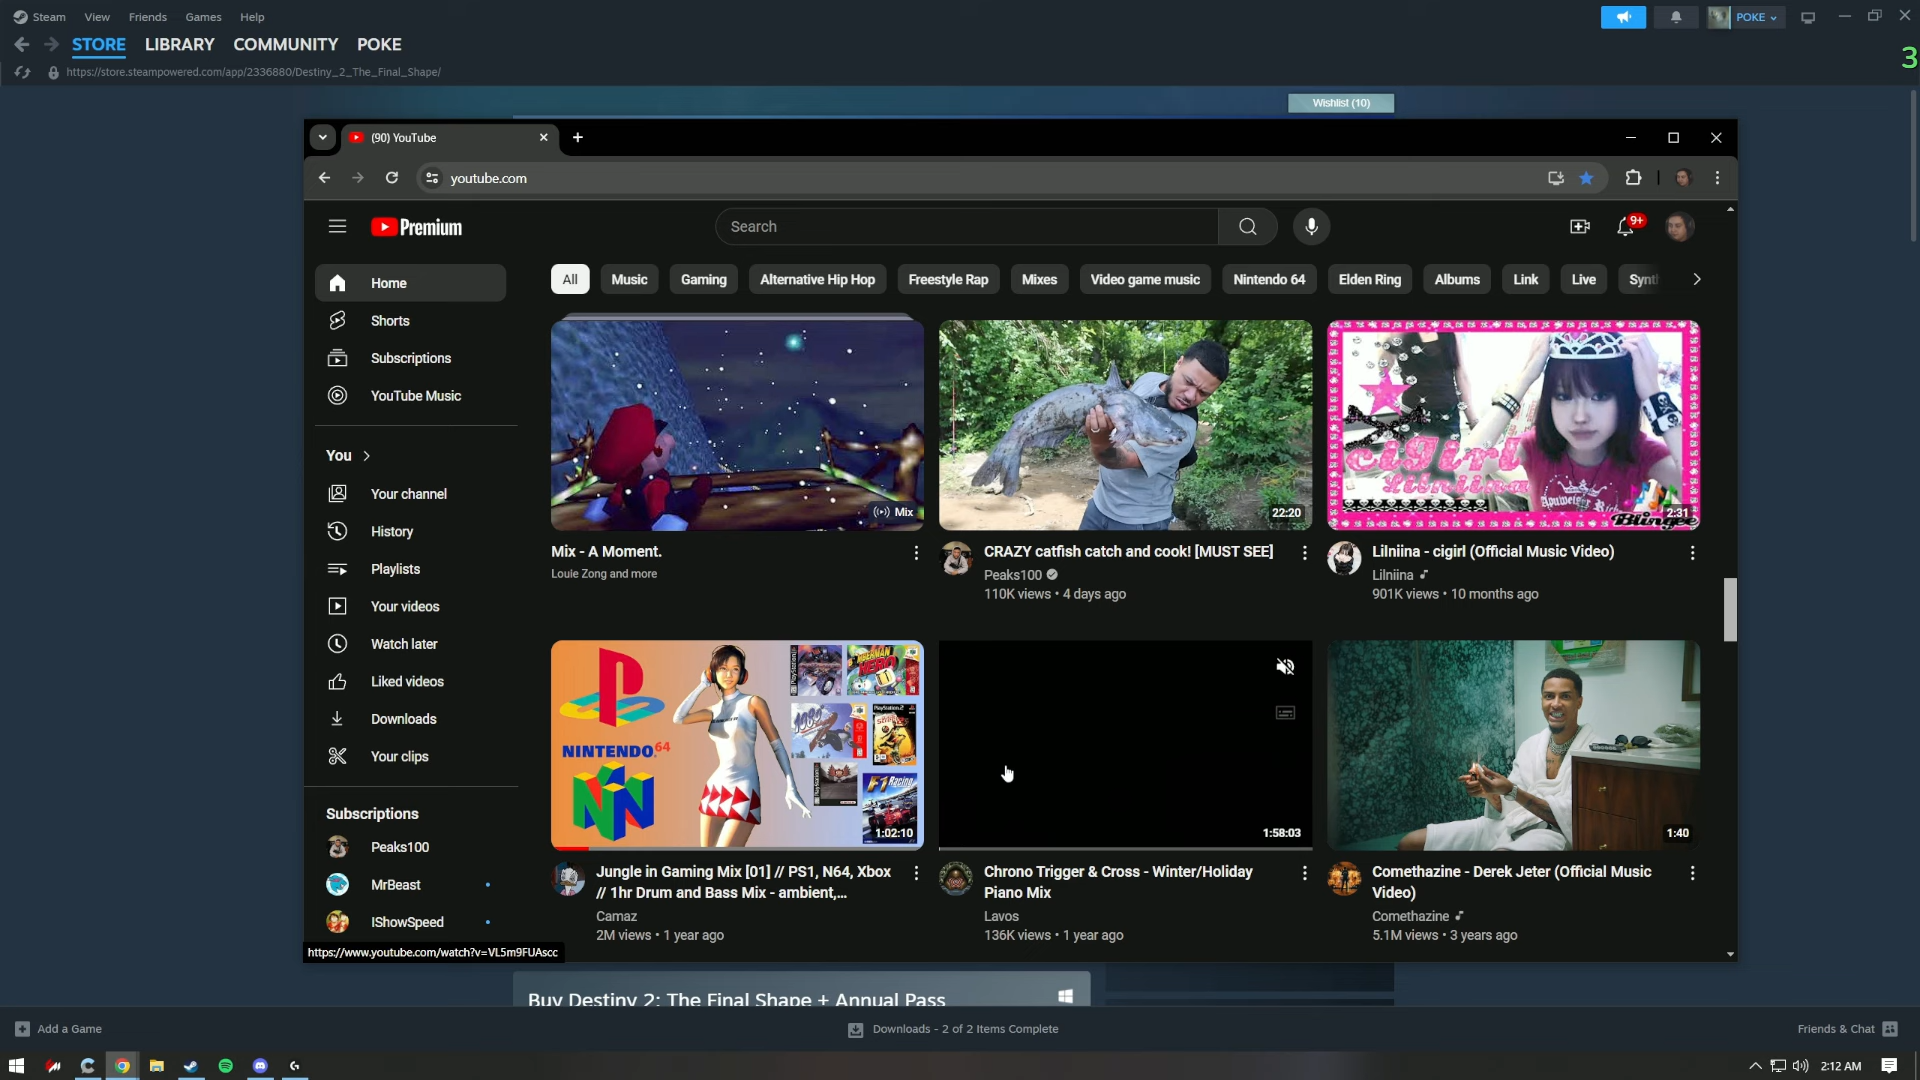 Steam View Friends Games Help
POKE
STORE LIBRARY COMMUNITY POKE
3
https://store.steampowered.com/app/2336880/Destiny_2_The_Final_Shape/
Wishlist (10)
(90) YouTube
youtube.com
Premium
Search
9+
Home
Shorts
Subscriptions
YouTube Music
You
Your channel
History
Playlists
Your videos
Watch later
Liked videos
Downloads
Your clips
Subscriptions
Peaks100
MrBeast
IShowSpeed
https://www.youtube.com/watch?v=VL5m9FUAscc
All Music Gaming Alternative Hip Hop Freestyle Rap Mixes Video game music Nintendo 64 Elden Ring Albums Link Live Synt
Mix
Mix - A Moment.
Louie Zong and more
22:20
CRAZY catfish catch and cook! [MUST SEE]
Peaks100
110K views • 4 days ago
cigirl
Lilniina
Blingee
2:31
Lilniina - cigirl (Official Music Video)
Lilniina
901K views • 10 months ago
NINTENDO 64
1080
F1 Racing
1:02:10
Jungle in Gaming Mix [01] // PS1, N64, Xbox
// 1hr Drum and Bass Mix - ambient,...
Camaz
2M views • 1 year ago
1:58:03
Chrono Trigger & Cross - Winter/Holiday
Piano Mix
Lavos
136K views • 1 year ago
1:40
Comethazine - Derek Jeter (Official Music
Video)
Comethazine
5.1M views • 3 years ago
Buy Destiny 2: The Final Shape + Annual Pass
Add a Game
Downloads - 2 of 2 Items Complete
Friends & Chat
2:12 AM